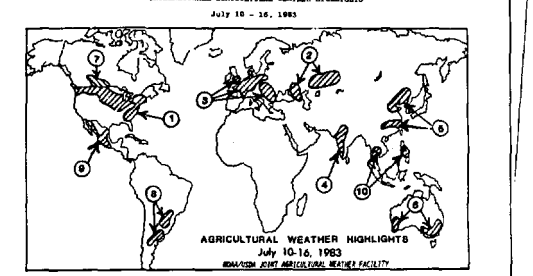 July 10 - 16, 1983
7
2
3
1
5
4
9
10
8
6
AGRICULTURAL WEATHER HIGHLIGHTS
July 10-16, 1983
NOAA/USDA JOINT AGRICULTURAL WEATHER FACILITY